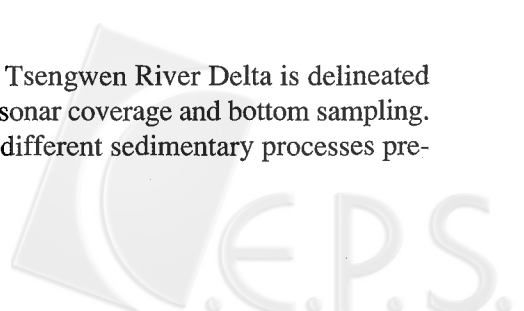 Tsengwen River Delta is delineated
sonar coverage and bottom sampling.
different sedimentary processes pre-
C.E.P.S.